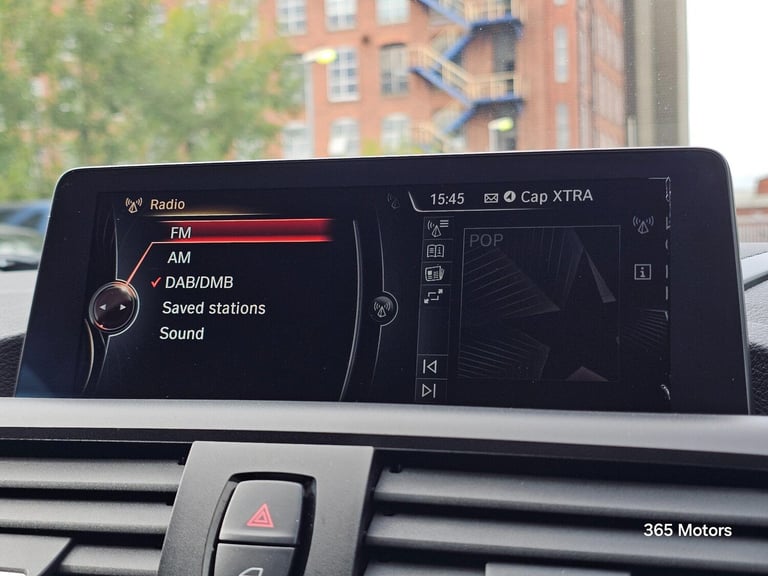 Radio
FM
AM
DAB/DMB
Saved stations
Sound
15:45
Cap XTRA
POP
365 Motors